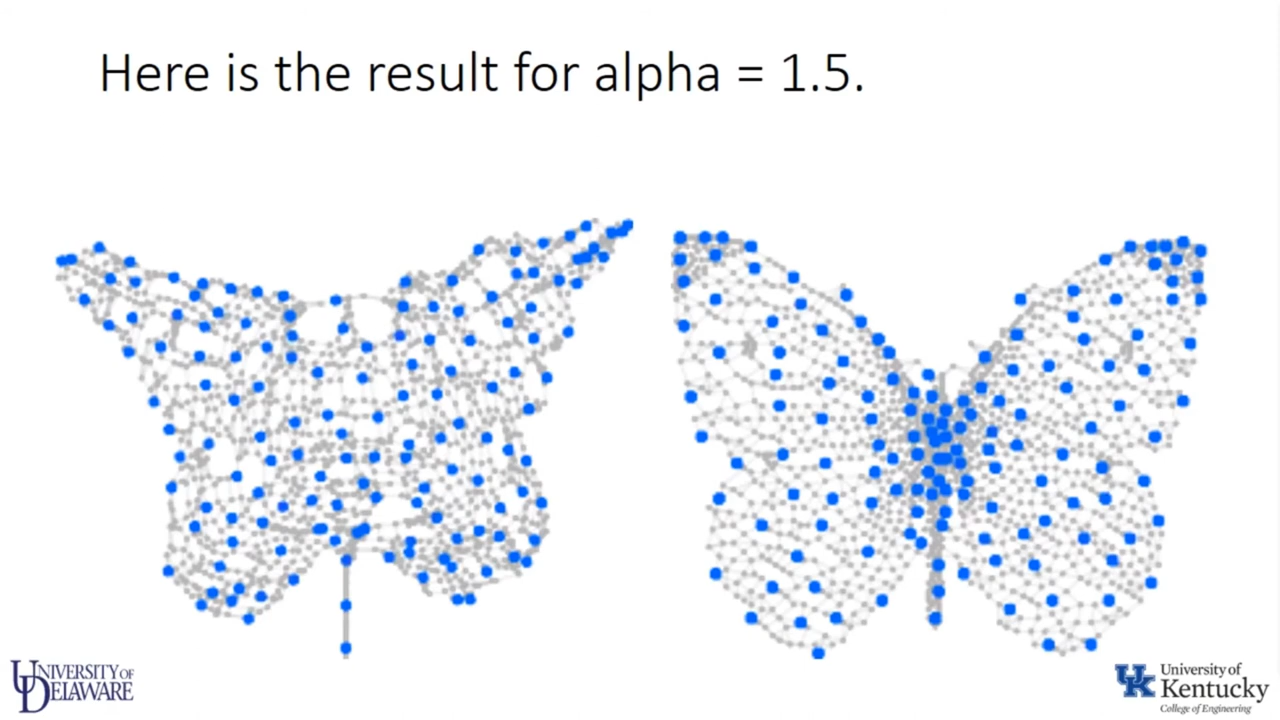 Here is the result for alpha = 1.5.
UNIVERSITY OF
DELAWARE
UK
University of
Kentucky
College of Engineering